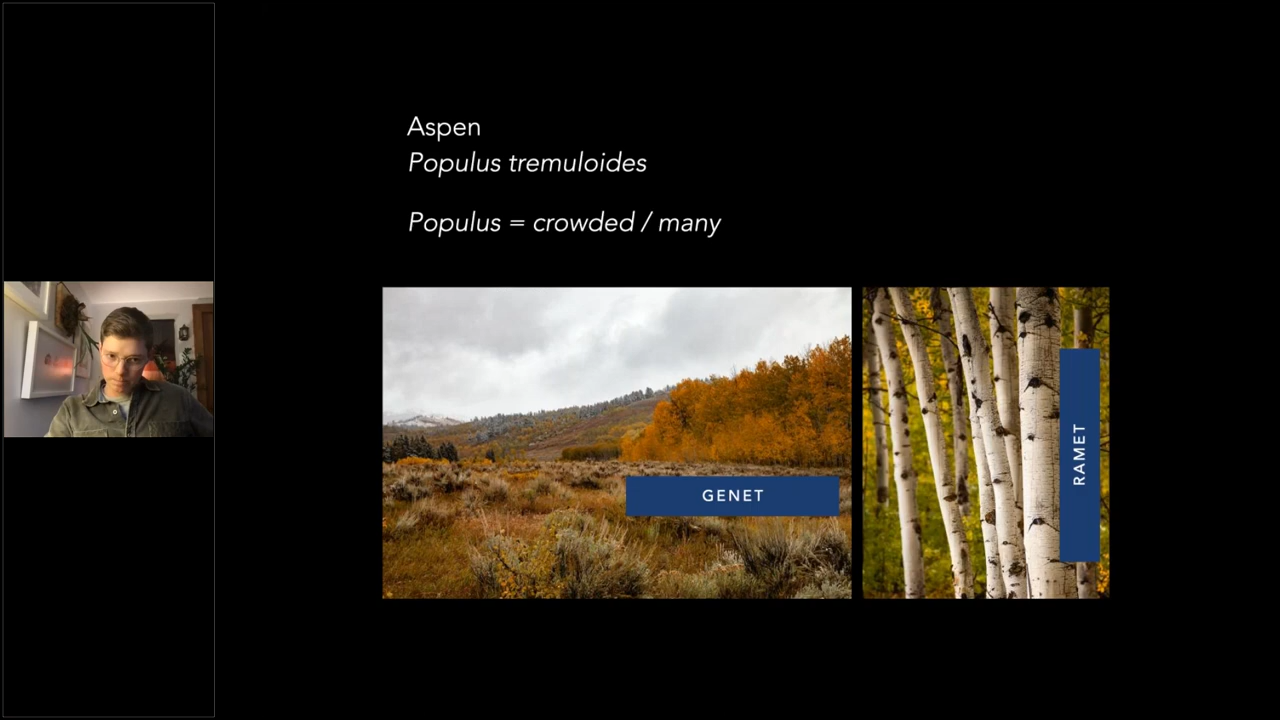 Aspen
Populus tremuloides
Populus = crowded / many
GENET
RAMET